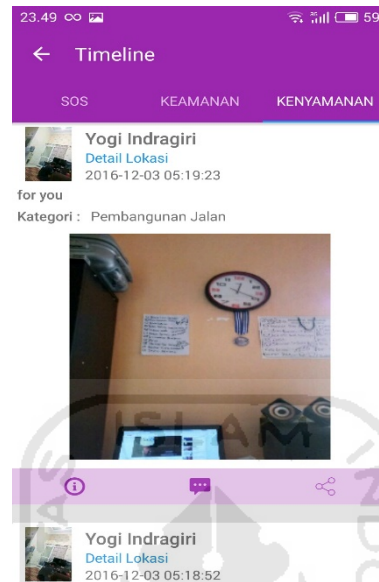 23.49
59
Timeline
SOS KEAMANAN KENYAMANAN
Yogi Indragiri
Detail Lokasi
2016-12-03 05:19:23
for you
Kategori : Pembangunan Jalan
ISLAM
Yogi Indragiri
Detail Lokasi
2016-12-03 05:18:52